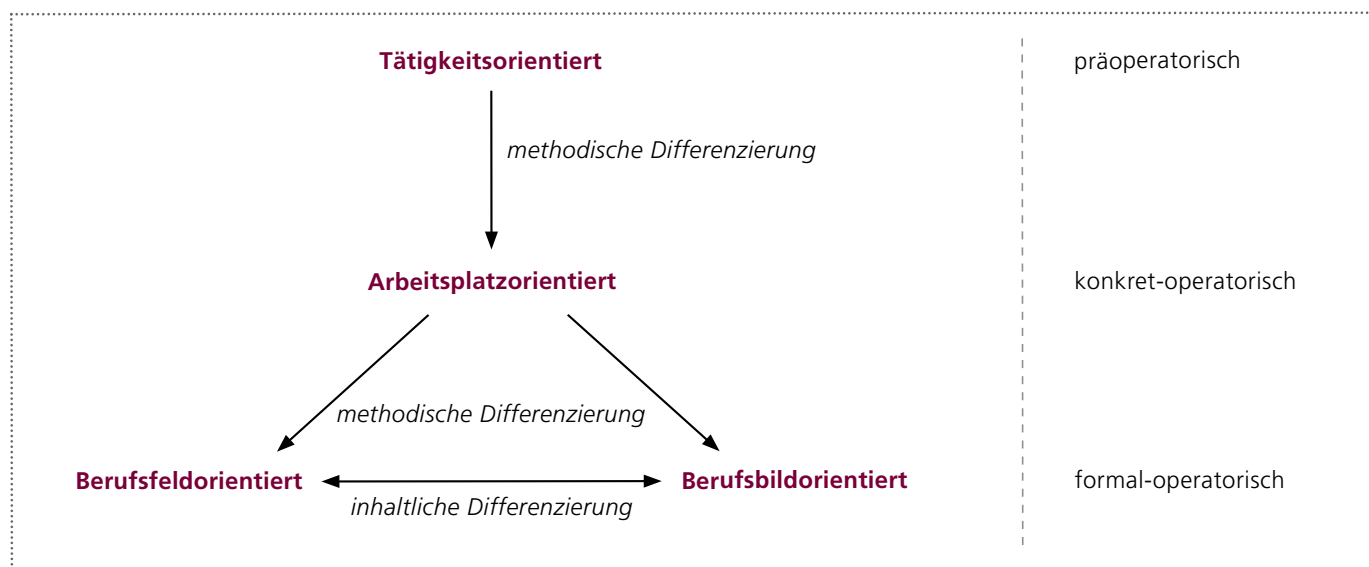 Tätigkeitsorientiert
präoperatorisch
methodische Differenzierung
Arbeitsplatzorientiert
konkret-operatorisch
methodische Differenzierung
Berufsfeldorientiert
Berufsbildorientiert
formal-operatorisch
inhaltliche Differenzierung